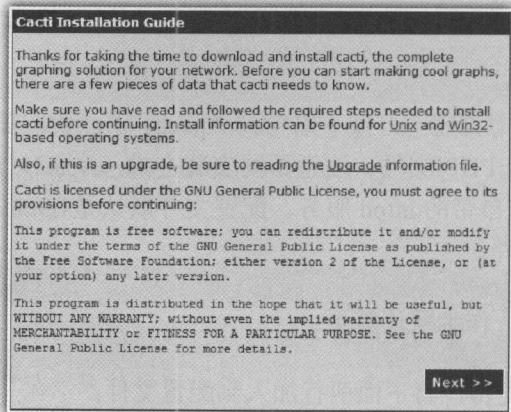 Cacti Installation Guide
Thanks for taking the time to download and install cacti, the complete
graphing solution for your network. Before you can start making cool graphs,
there are a few pieces of data that cacti needs to know.
Make sure you have read and followed the required steps needed to install
cacti before continuing. Install information can be found for Unix and Win32-
based operating systems.
Also, if this is an upgrade, be sure to reading the Upgrade information file.
Cacti is licensed under the GNU General Public License, you must agree to its
provisions before continuing:
This program is free software; you can redistribute it and/or modify
it under the terms of the GNU General Public License as published by
the Free Software Foundation; either version 2 of the License, or (at
your option) any later version.
This program is distributed in the hope that it will be useful, but
WITHOUT ANY WARRANTY; without even the implied warranty of
MERCHANTABILITY or FITNESS FOR A PARTICULAR PURPOSE. See the GNU
General Public License for more details.
Next >>